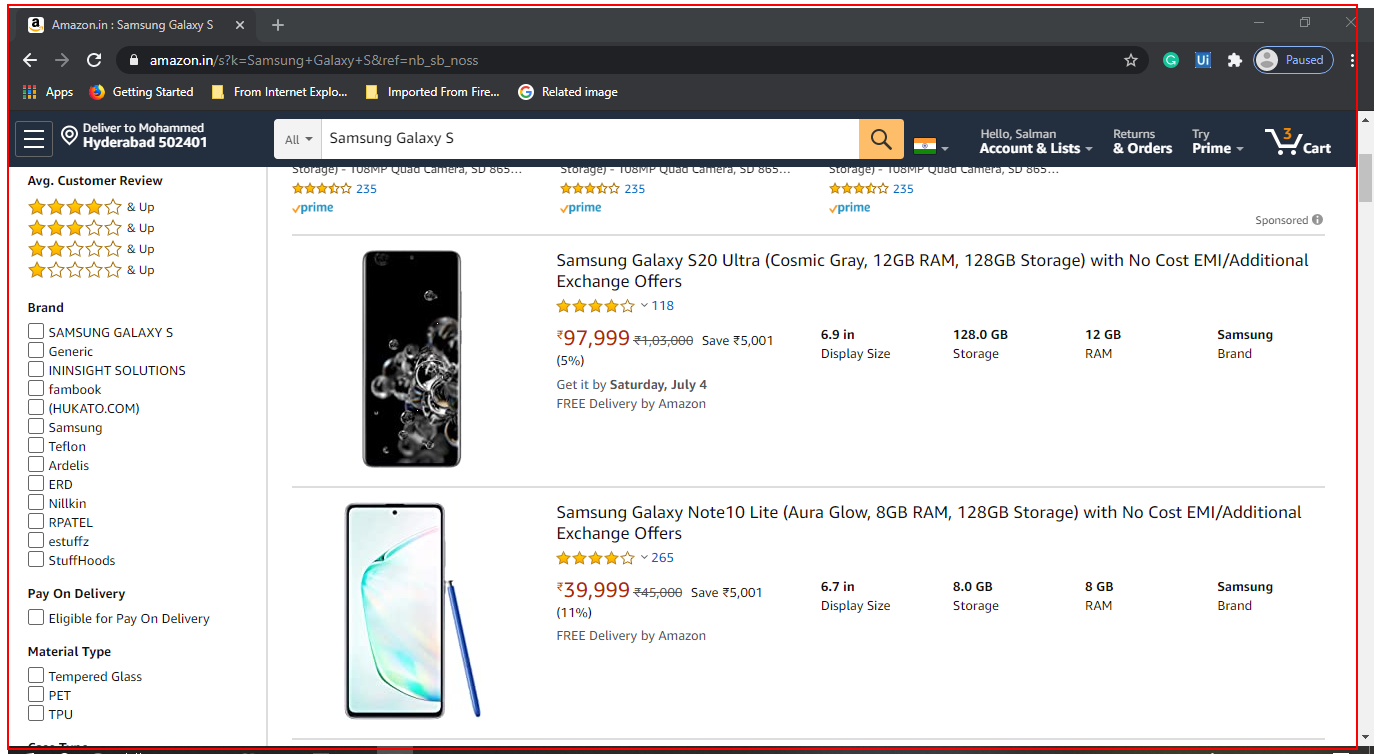 Amazon.in : Samsung Galaxy S
amazon.in/s?k=Samsung+Galaxy+S&ref=nb_sb_noss
Paused
Apps Getting Started From Internet Explo... Imported From Fire... Related image
Deliver to Mohammed
Hyderabad 502401
All
Samsung Galaxy S
Hello, Salman
Account & Lists
Returns
& Orders
Try
Prime
3
Cart
Avg. Customer Review
& Up
& Up
& Up
& Up
Brand
SAMSUNG GALAXY S
Generic
ININSIGHT SOLUTIONS
fambook
(HUKATO.COM)
Samsung
Teflon
Ardelis
ERD
Nillkin
RPATEL
estuffz
StuffHoods
Pay On Delivery
Eligible for Pay On Delivery
Material Type
Tempered Glass
PET
TPU
Storage) - 108MP Quad Camera, SD 865... Storage) - 108MP Quad Camera, SD 865... Storage) - 108MP Quad Camera, SD 865...
235 235 235
prime prime prime
Sponsored
Samsung Galaxy S20 Ultra (Cosmic Gray, 12GB RAM, 128GB Storage) with No Cost EMI/Additional
Exchange Offers
118
₹97,999 ₹1,03,000 Save ₹5,001
(5%)
Get it by Saturday, July 4
FREE Delivery by Amazon
6.9 in 128.0 GB 12 GB Samsung
Display Size Storage RAM Brand
Samsung Galaxy Note10 Lite (Aura Glow, 8GB RAM, 128GB Storage) with No Cost EMI/Additional
Exchange Offers
265
₹39,999 ₹45,000 Save ₹5,001
(11%)
FREE Delivery by Amazon
6.7 in 8.0 GB 8 GB Samsung
Display Size Storage RAM Brand